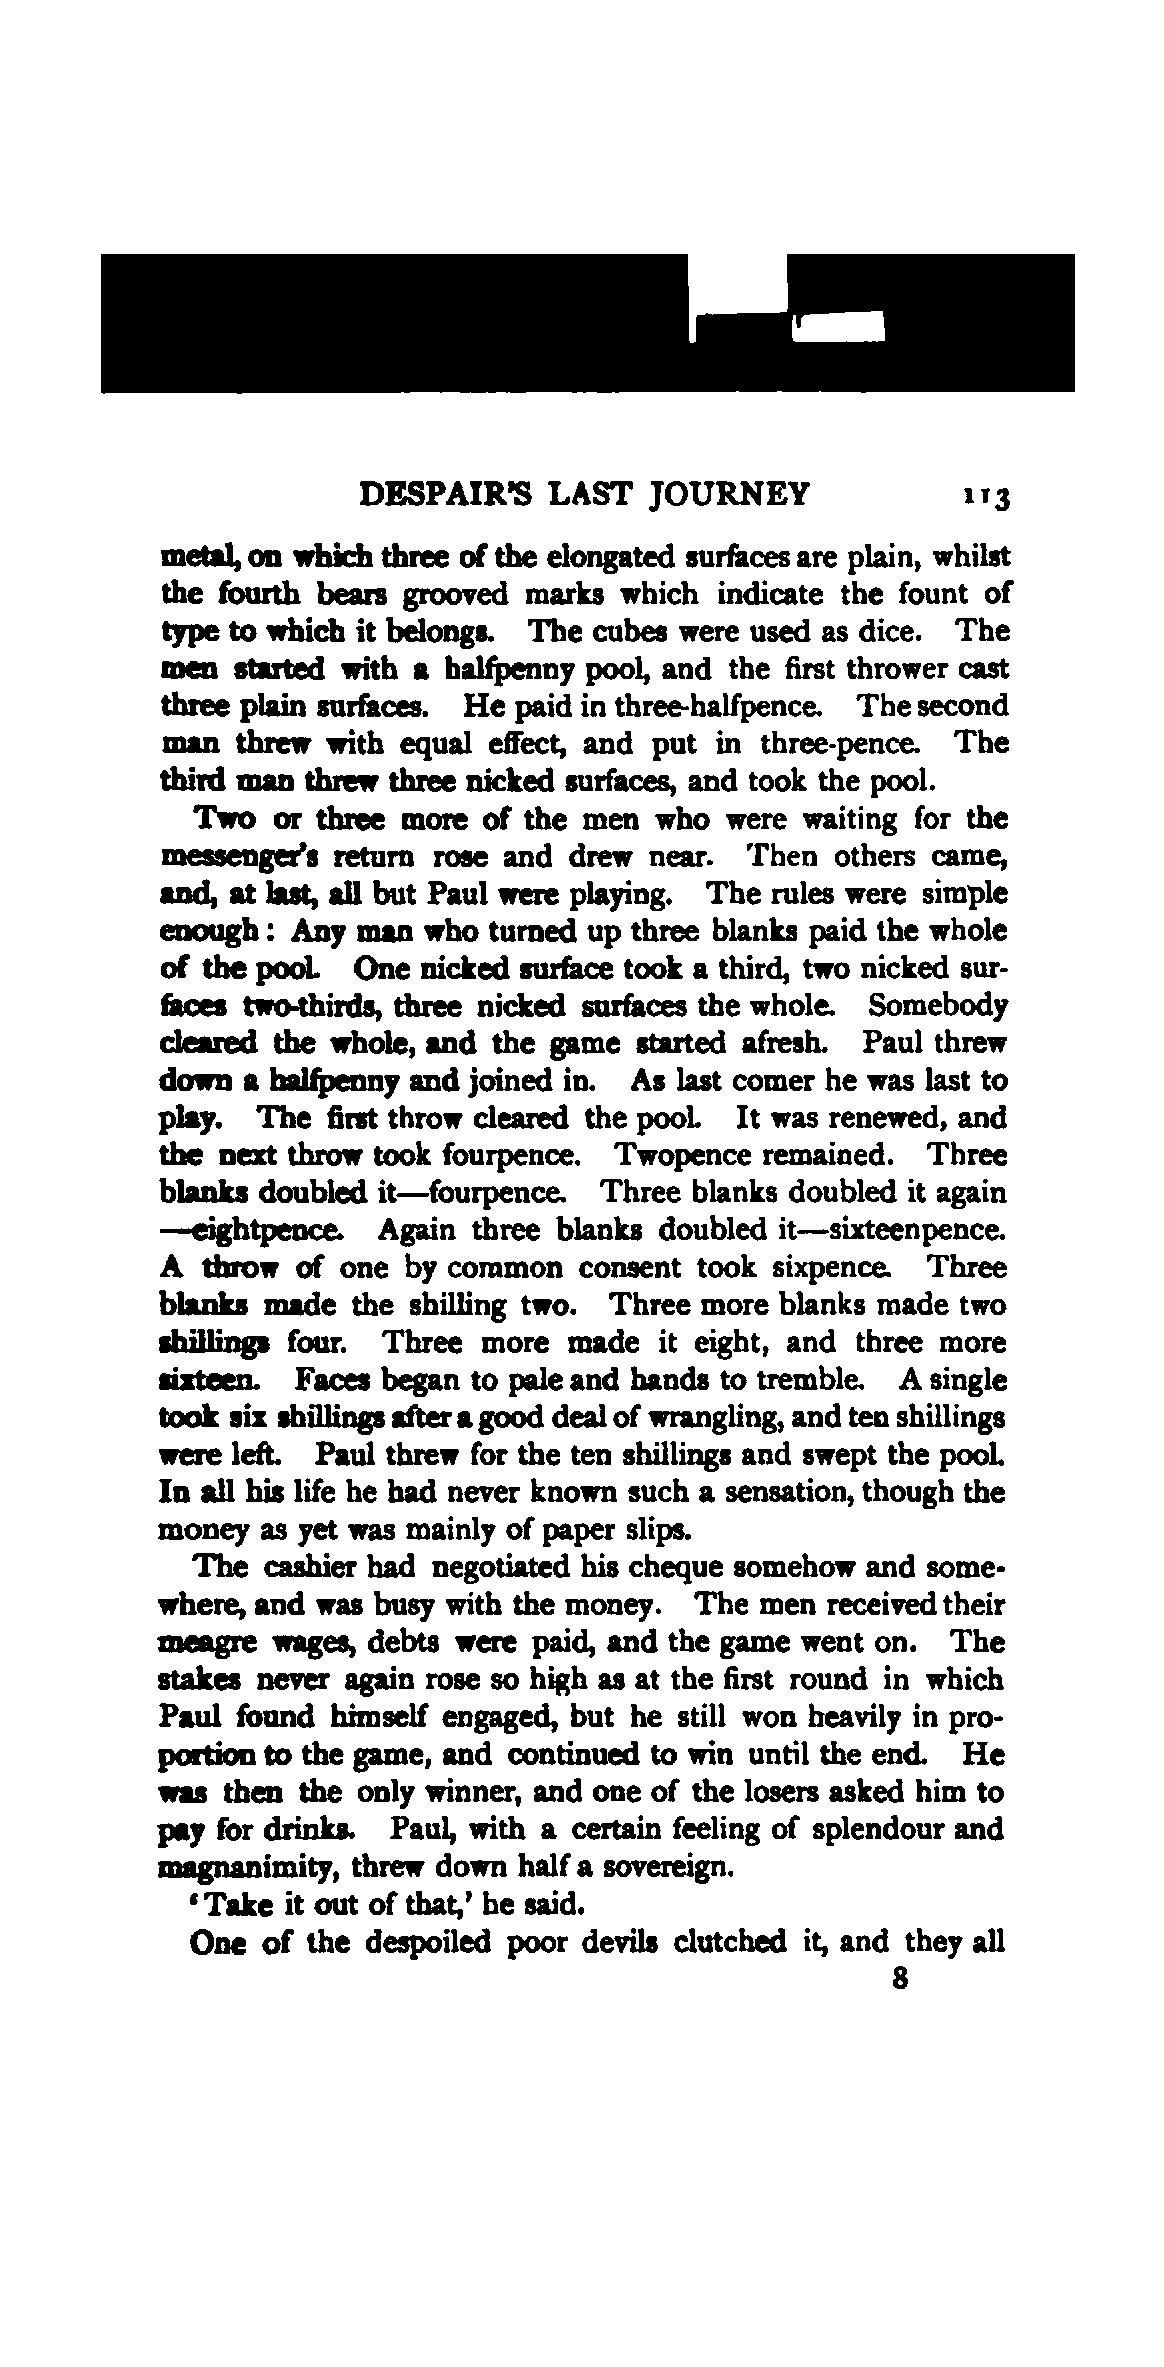 DESPAIR'S LAST JOURNEY 113
metal, on which three of the elongated surfaces are plain, whilst
the fourth bears grooved marks which indicate the fount of
type to which it belongs. The cubes were used as dice. The
men started with a halfpenny pool, and the first thrower cast
three plain surfaces. He paid in three-halfpence. The second
man threw with equal effect, and put in three-pence. The
third man threw three nicked surfaces, and took the pool.
Two or three more of the men who were waiting for the
messenger's return rose and drew near. Then others came,
and, at last, all but Paul were playing. The rules were simple
enough: Any man who turned up three blanks paid the whole
of the pool. One nicked surface took a third, two nicked sur-
faces two-thirds, three nicked surfaces the whole. Somebody
cleared the whole, and the game started afresh. Paul threw
down a halfpenny and joined in. As last comer he was last to
play. The first throw cleared the pool. It was renewed, and
the next throw took fourpence. Twopence remained. Three
blanks doubled it—fourpence. Three blanks doubled it again
—eightpence. Again three blanks doubled it—sixteenpence.
A throw of one by common consent took sixpence. Three
blanks made the shilling two. Three more blanks made two
shillings four. Three more made it eight, and three more
sixteen. Faces began to pale and hands to tremble. A single
took six shillings after a good deal of wrangling, and ten shillings
were left. Paul threw for the ten shillings and swept the pool.
In all his life he had never known such a sensation, though the
money as yet was mainly of paper slips.
The cashier had negotiated his cheque somehow and some-
where, and was busy with the money. The men received their
meagre wages, debts were paid, and the game went on. The
stakes never again rose so high as at the first round in which
Paul found himself engaged, but he still won heavily in pro-
portion to the game, and continued to win until the end. He
was then the only winner, and one of the losers asked him to
pay for drinks. Paul, with a certain feeling of splendour and
magnanimity, threw down half a sovereign.
'Take it out of that,' he said.
One of the despoiled poor devils clutched it, and they all
8